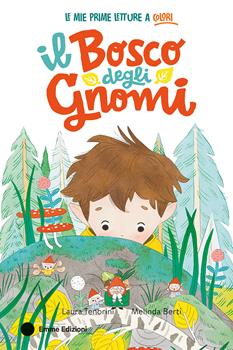 LE MIE PRIME LETTURE A COLORI
il Bosco
degli
Gnomi
Laura Tenorini Melinda Berti
Emme Edizioni